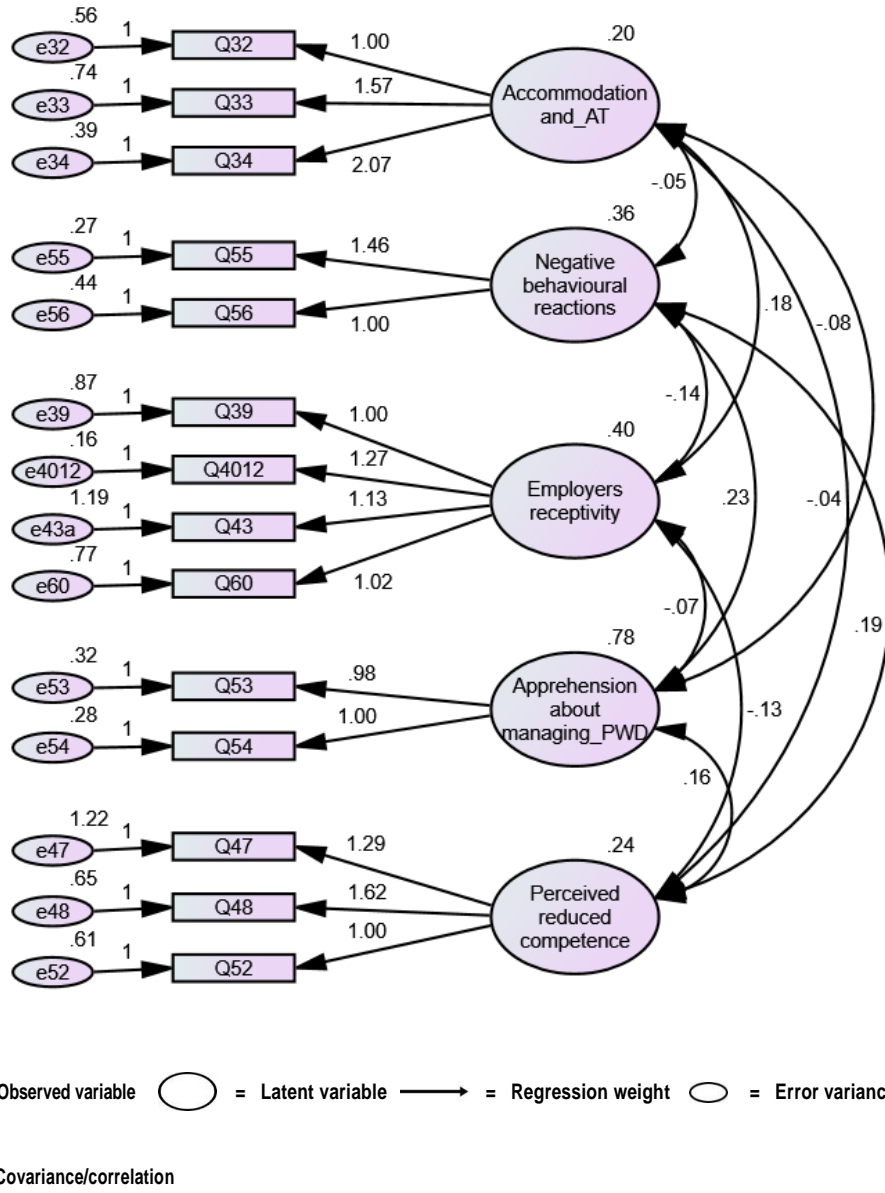 .56
1
e32
Q32
1.00
.20
.74
1
e33
Q33
1.57
Accommodation
and_AT
.39
1
e34
Q34
2.07
-.05
.36
.27
1
e55
Q55
1.46
Negative
behavioural
reactions
.44
1
e56
Q56
1.00
.18
-.08
-.14
.87
1
e39
Q39
1.00
.40
.16
1
e4012
Q4012
1.27
Employers
receptivity
1.19
1
e43a
Q43
1.13
.23
-.04
.77
1
e60
Q60
1.02
-.07
.19
.78
.32
1
e53
Q53
.98
Apprehension
about
managing_PWD
.28
1
e54
Q54
1.00
-.13
.16
1.22
1
e47
Q47
1.29
.24
.65
1
e48
Q48
1.62
Perceived
reduced
competence
.61
1
e52
Q52
1.00
Observed variable = Latent variable = Regression weight = Error varianc
Covariance/correlation